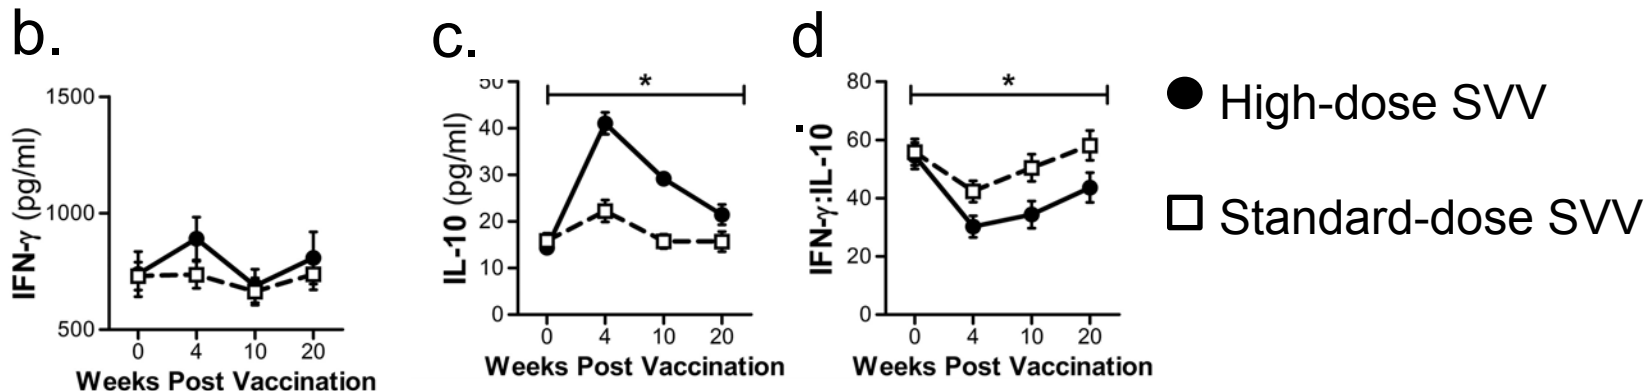 b.
1500
1000
500
IFN-γ (pg/ml)
0 4 10 20
Weeks Post Vaccination
c.
*
50
40
30
20
10
0
IL-10 (pg/ml)
0 4 10 20
Weeks Post Vaccination
d
.
*
80
60
40
20
0
IFN-γ:IL-10
0 4 10 20
Weeks Post Vaccination
High-dose SVV
Standard-dose SVV